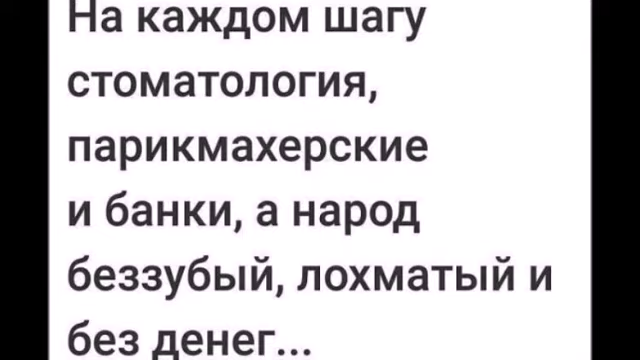 На каждом шагу
стоматология,
парикмахерские
и банки, а народ
беззубый, лохматый и
без денег...